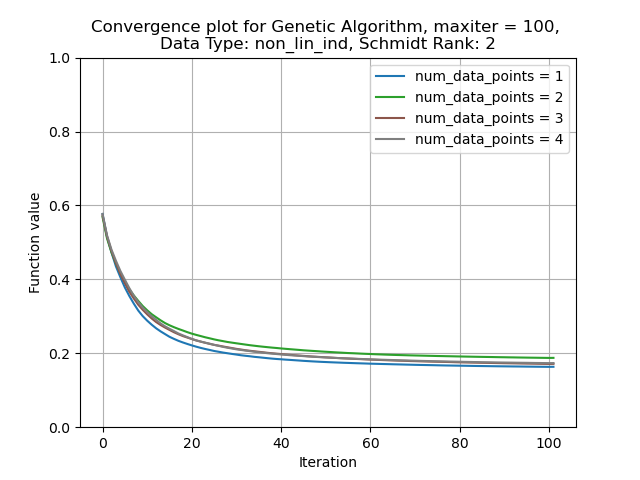 Convergence plot for Genetic Algorithm, maxiter = 100,
Data Type: non_lin_ind, Schmidt Rank: 2
1.0
0.8
0.6
0.4
0.2
0.0
Function value
num_data_points = 1
num_data_points = 2
num_data_points = 3
num_data_points = 4
0 20 40 60 80 100
Iteration